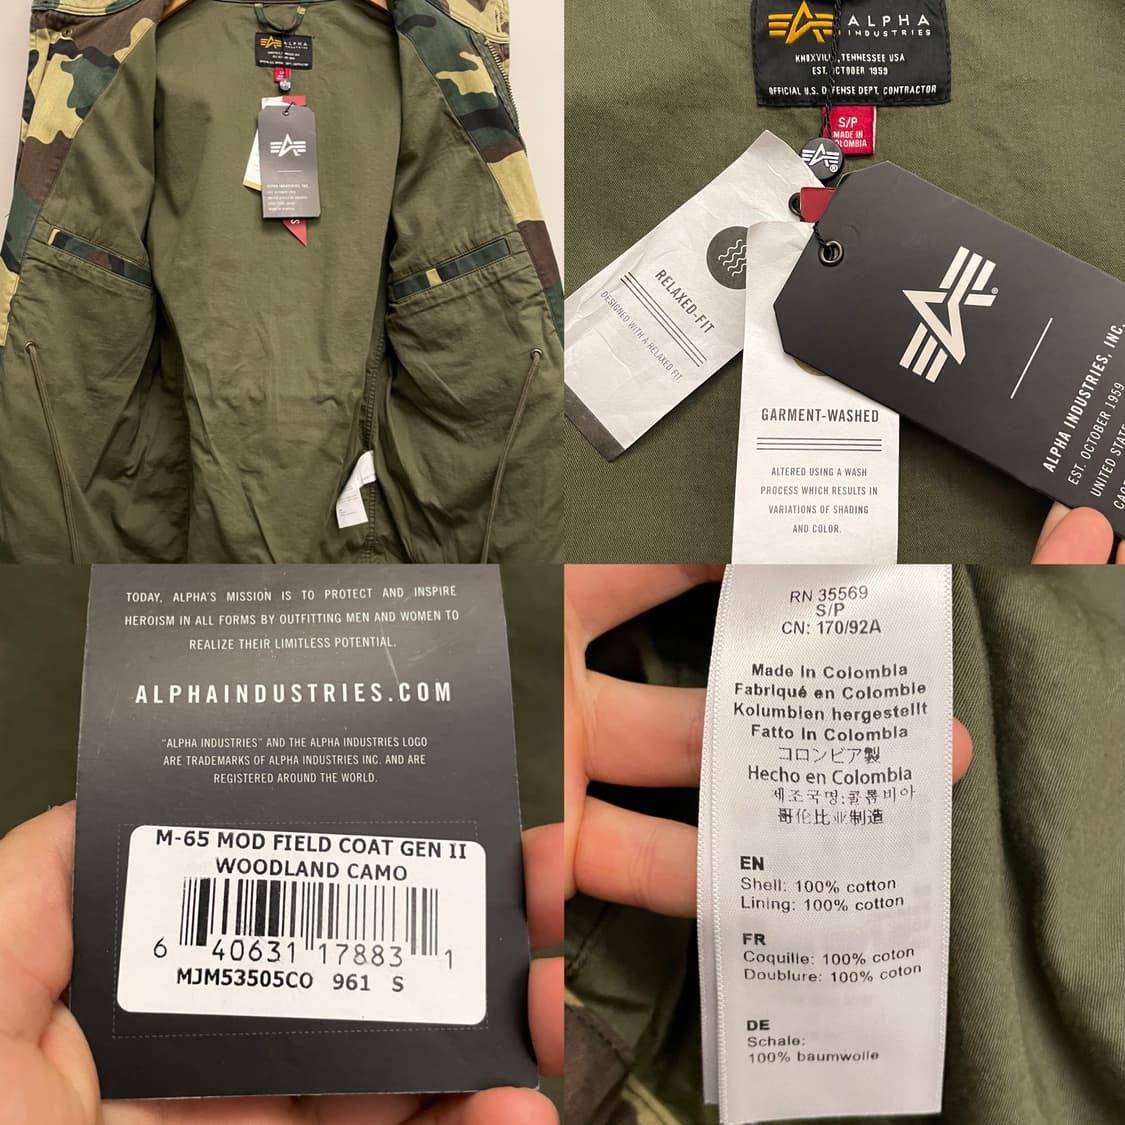 ALPHA
INDUSTRIES
ALPHA INDUSTRIES, INC.
S
ALPHA
INDUSTRIES
KNOXVILLE, TENNESSEE USA
EST. OCTOBER 1959
OFFICIAL U.S. DEFENSE DEPT. CONTRACTOR
S/P
MADE IN
COLOMBIA
RELAXED-FIT
DESIGNED WITH A RELAXED FIT.
GARMENT-WASHED
ALTERED USING A WASH
PROCESS WHICH RESULTS IN
VARIATIONS OF SHADING
AND COLOR.
ALPHA INDUSTRIES, INC.
EST. OCTOBER 1959
UNITED STATE
TODAY, ALPHA'S MISSION IS TO PROTECT AND INSPIRE
HEROISM IN ALL FORMS BY OUTFITTING MEN AND WOMEN TO
REALIZE THEIR LIMITLESS POTENTIAL.
ALPHAINDUSTRIES.COM
"ALPHA INDUSTRIES" AND THE ALPHA INDUSTRIES LOGO
ARE TRADEMARKS OF ALPHA INDUSTRIES INC. AND ARE
REGISTERED AROUND THE WORLD.
M-65 MOD FIELD COAT GEN II
WOODLAND CAMO
6 40631 17883 1
MJM53505CO 961 S
RN 35569
S/P
CN: 170/92A
Made In Colombia
Fabriqué en Colombie
Kolumbien hergestellt
Fatto In Colombia
コロンビア製
Hecho en Colombia
제조국명:콜롬비아
哥伦比亚制造
EN
Shell: 100% cotton
Lining: 100% cotton
FR
Coquille: 100% coton
Doublure: 100% coton
DE
Schale:
100% baumwolle